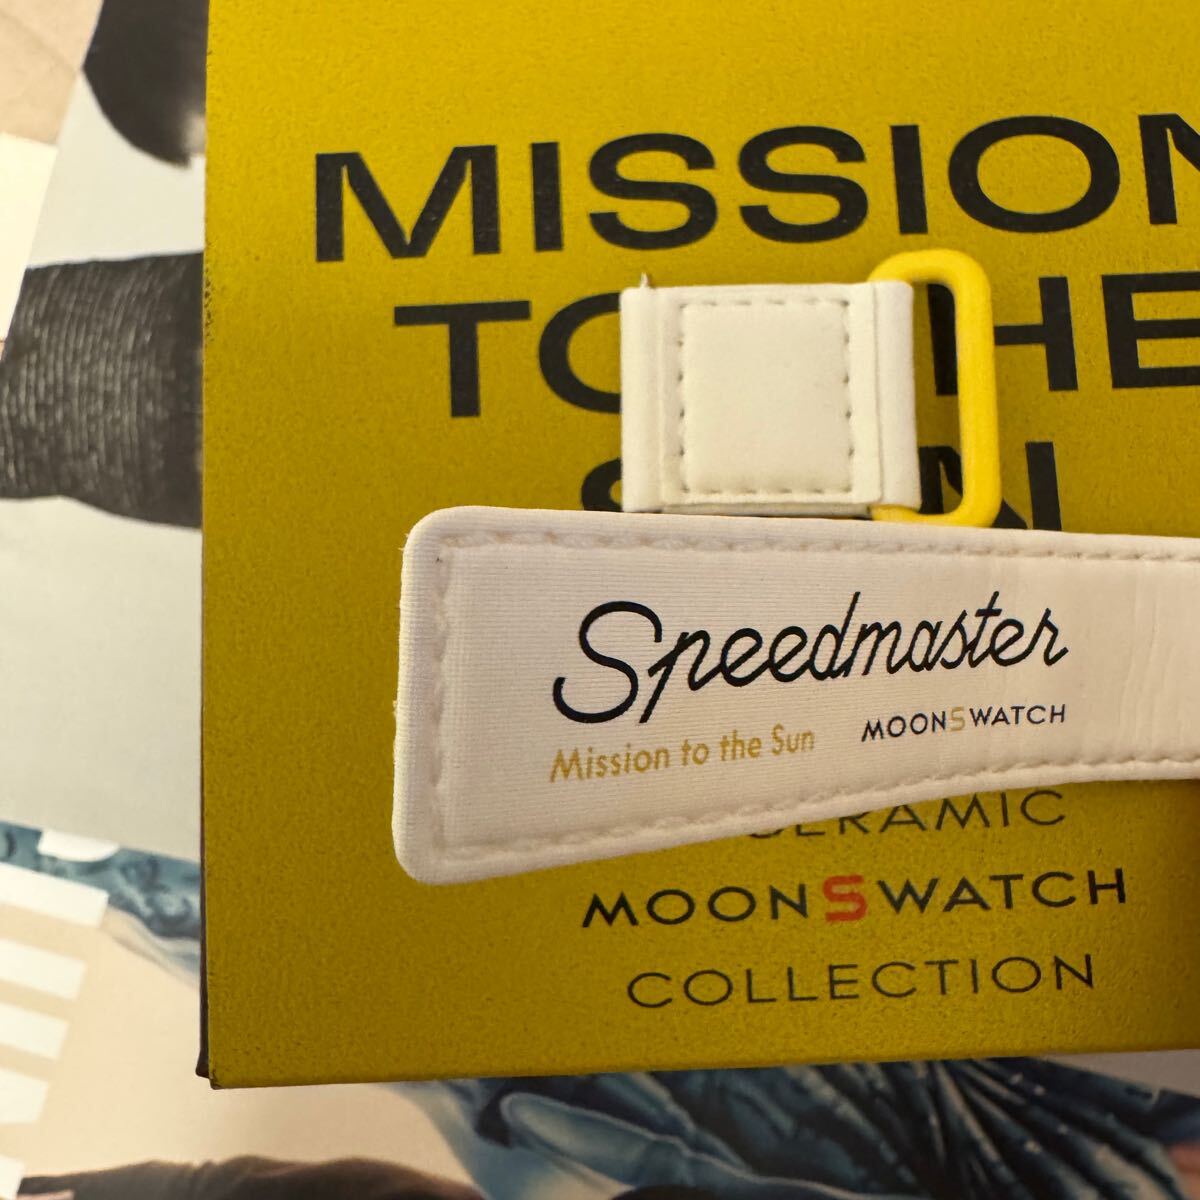 MISSION
TO THE
SUN
Speedmaster
Mission to the Sun MOONSWATCH
CERAMIC
MOONSWATCH
COLLECTION